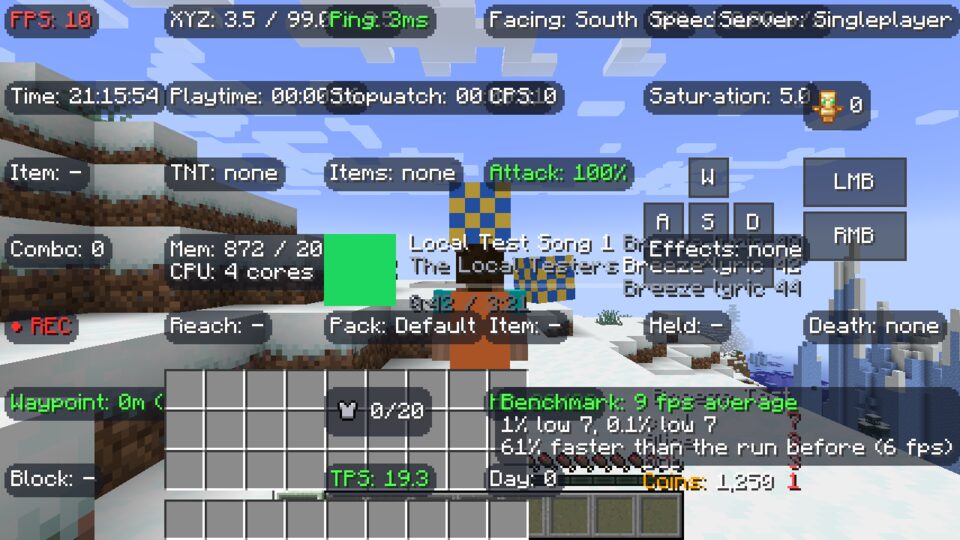 FPS: 10
XYZ: 3.5 / 99.0
Ping: 3ms
Facing: South
Speed
Server: Singleplayer
Time: 21:15:54
Playtime: 00:00
Stopwatch: 00
CPS: 0
Saturation: 5.0
0
Item: -
TNT: none
Items: none
Attack: 100%
W
LMB
A S D
RMB
Combo: 0
Mem: 872 / 20
CPU: 4 cores
Local Test Song 1
The Local Testers
0:42 / 3:21
Effects: none
Breeze lyric 42
Breeze lyric 44
• REC
Reach: -
Pack: Default
Item: -
Held: -
Death: none
Waypoint: 0m (
0/20
Benchmark: 9 fps average
1% low 7, 0.1% low 7
61% faster than the run before (6 fps)
Block: -
TPS: 19.3
Day: 0
Coins: 1,250 1